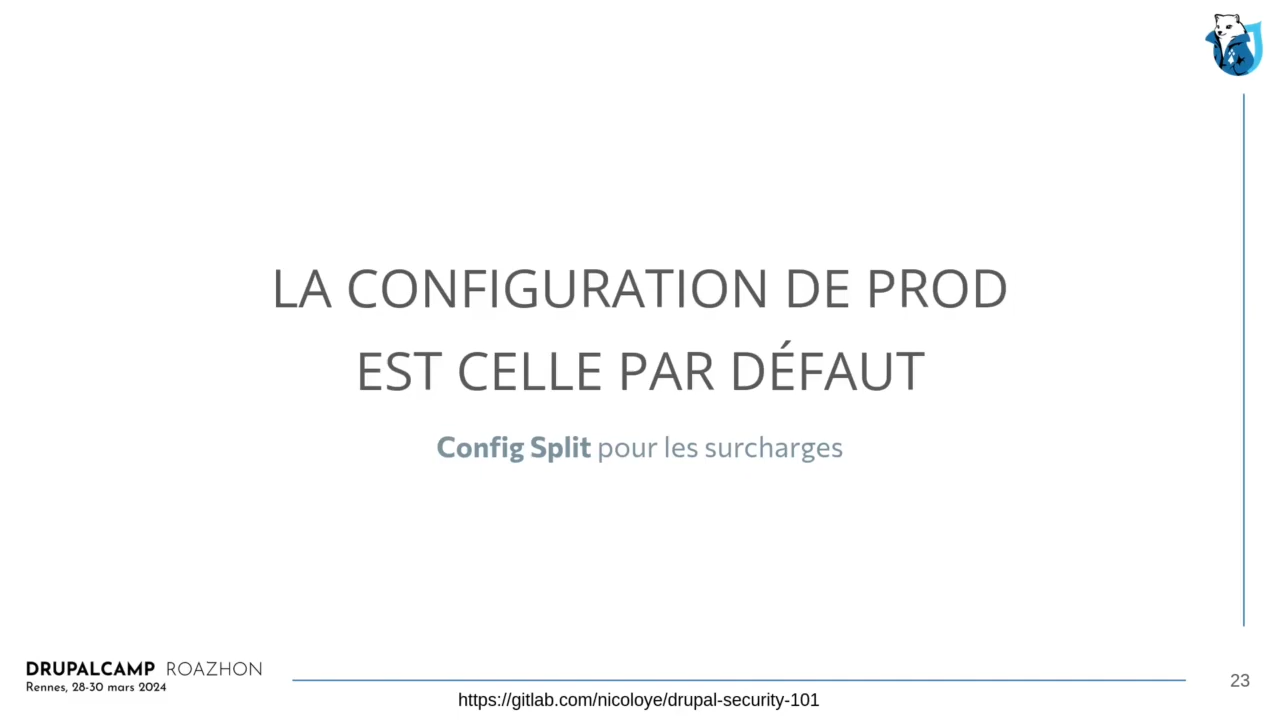 LA CONFIGURATION DE PROD
EST CELLE PAR DÉFAUT
Config Split pour les surcharges
DRUPALCAMP ROAZHON
Rennes, 28-30 mars 2024
https://gitlab.com/nicoloye/drupal-security-101
23